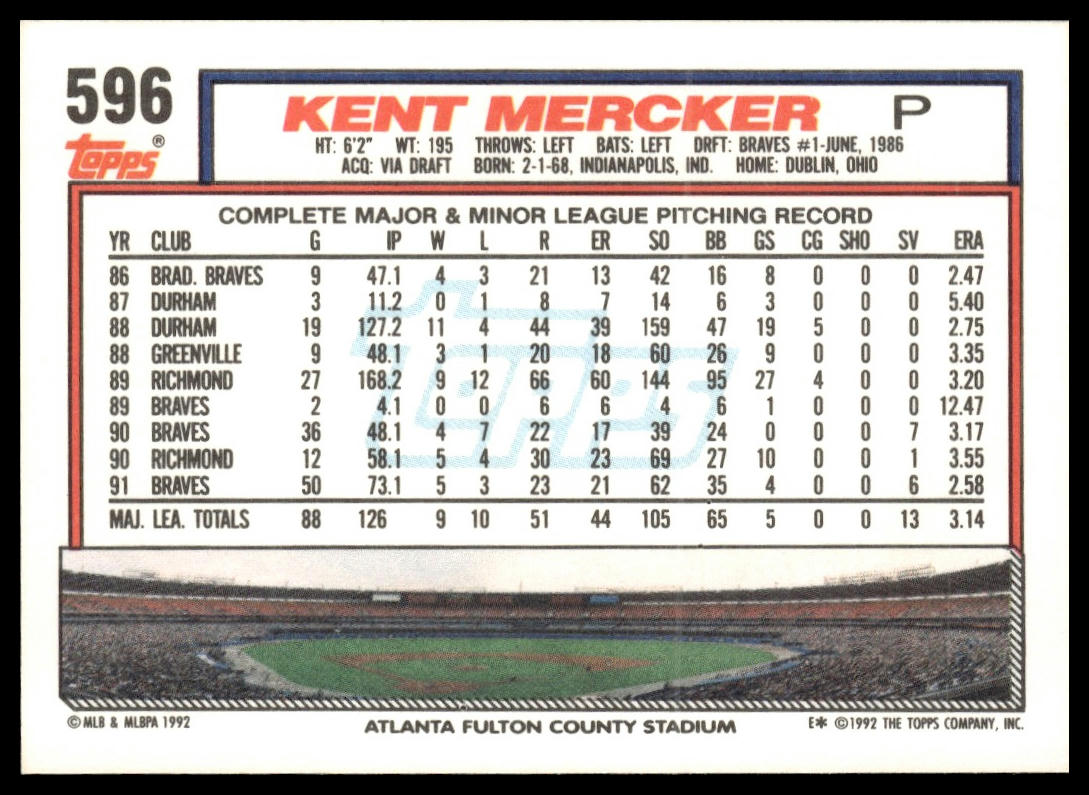 596
KENT MERCKER P
topps®
HT: 6'2" WT: 195 THROWS: LEFT BATS: LEFT DRFT: BRAVES #1-JUNE, 1986
ACQ: VIA DRAFT BORN: 2-1-68, INDIANAPOLIS, IND. HOME: DUBLIN, OHIO
COMPLETE MAJOR & MINOR LEAGUE PITCHING RECORD
YR CLUB G IP W L R ER SO BB GS CG SHO SV ERA
86 BRAD. BRAVES 9 47.1 4 3 21 13 42 16 8 0 0 0 2.47
87 DURHAM 3 11.2 0 1 8 7 14 6 3 0 0 0 5.40
88 DURHAM 19 127.2 11 4 44 39 159 47 19 5 0 0 2.75
88 GREENVILLE 9 48.1 3 1 20 18 60 26 9 0 0 0 3.35
89 RICHMOND 27 168.2 9 12 66 60 144 95 27 4 0 0 3.20
89 BRAVES 2 4.1 0 0 6 6 4 6 1 0 0 0 12.47
90 BRAVES 36 48.1 4 7 22 17 39 24 0 0 0 7 3.17
90 RICHMOND 12 58.1 5 4 30 23 69 27 10 0 0 1 3.55
91 BRAVES 50 73.1 5 3 23 21 62 35 4 0 0 6 2.58
MAJ. LEA. TOTALS 88 126 9 10 51 44 105 65 5 0 0 13 3.14
topps
© MLB & MLBPA 1992
ATLANTA FULTON COUNTY STADIUM
E* ©1992 THE TOPPS COMPANY, INC.